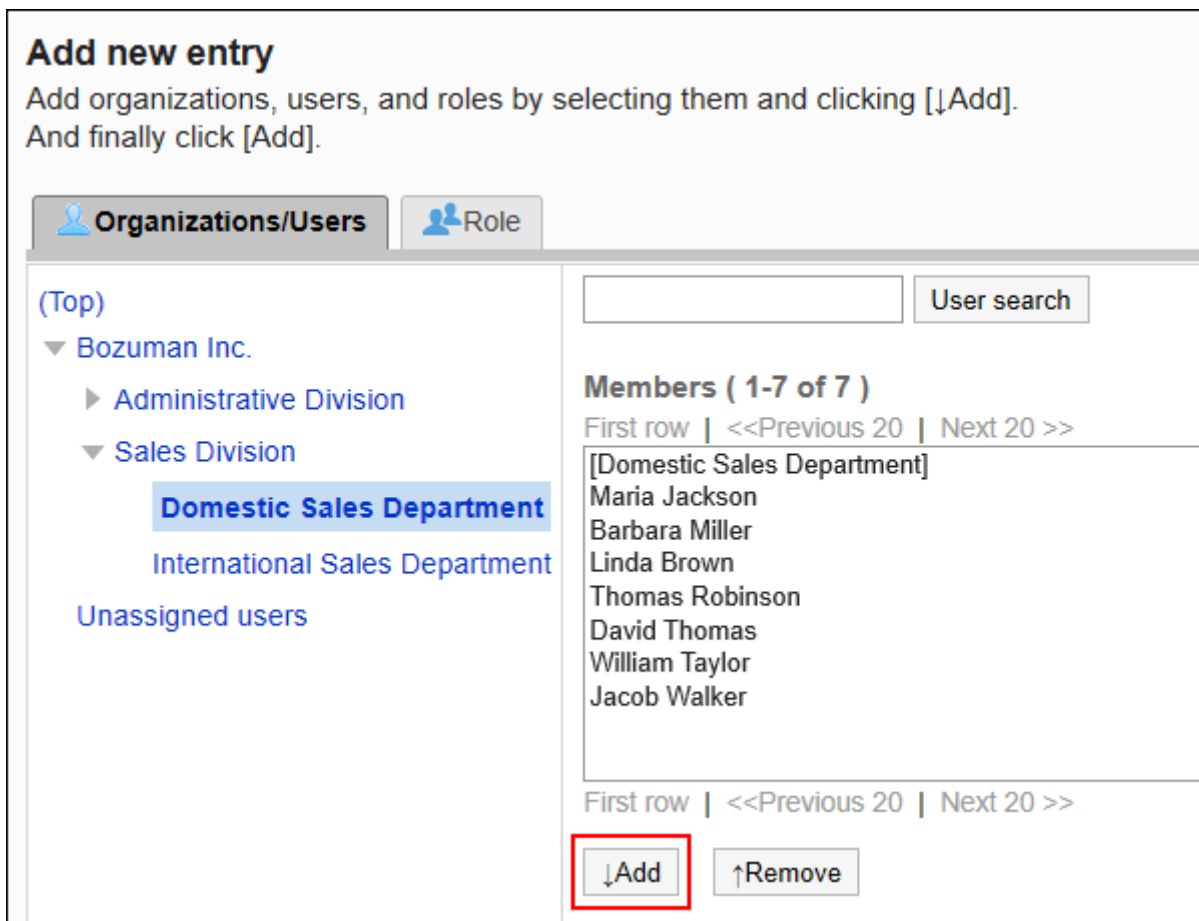 Add new entry
Add organizations, users, and roles by selecting them and clicking [↓Add].
And finally click [Add].
Organizations/Users
Role
(Top)
Bozuman Inc.
Administrative Division
Sales Division
Domestic Sales Department
International Sales Department
Unassigned users
User search
Members ( 1-7 of 7 )
First row | <<Previous 20 | Next 20 >>
[Domestic Sales Department]
Maria Jackson
Barbara Miller
Linda Brown
Thomas Robinson
David Thomas
William Taylor
Jacob Walker
First row | <<Previous 20 | Next 20 >>
↓Add
↑Remove